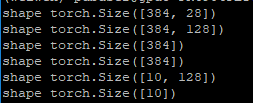 shape torch.Size([384, 28])
shape torch.Size([384, 128])
shape torch.Size([384])
shape torch.Size([384])
shape torch.Size([10, 128])
shape torch.Size([10])